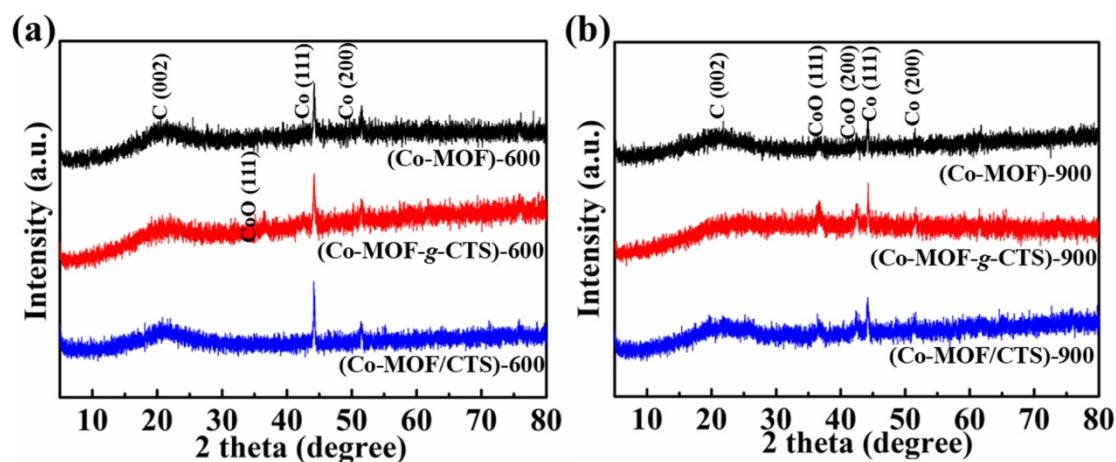 (a)
Intensity (a.u.)
C (002)
CoO (111)
Co (111)
Co (200)
(Co-MOF)-600
(Co-MOF-g-CTS)-600
(Co-MOF/CTS)-600
10 20 30 40 50 60 70 80
2 theta (degree)
(b)
Intensity (a.u.)
C (002)
CoO (111)
CoO (200)
Co (111)
Co (200)
(Co-MOF)-900
(Co-MOF-g-CTS)-900
(Co-MOF/CTS)-900
10 20 30 40 50 60 70 80
2 theta (degree)